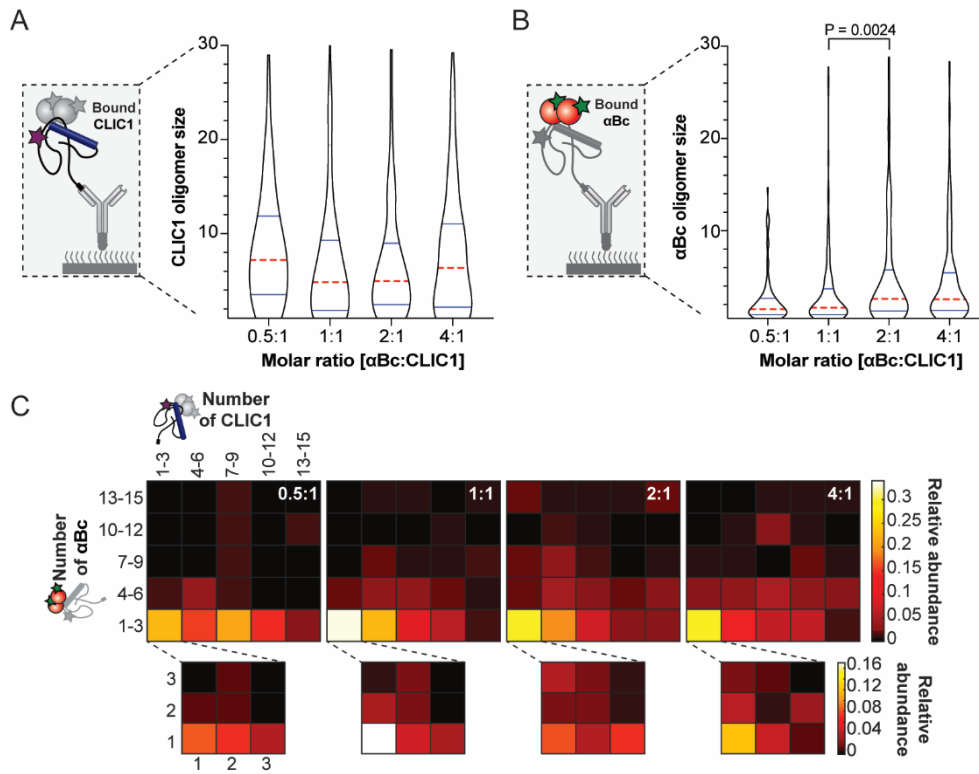 A
Bound
CLIC1
CLIC1 oligomer size
30
20
10
0.5:1 1:1 2:1 4:1
Molar ratio [αBc:CLIC1]
B
P = 0.0024
Bound
αBc
αBc oligomer size
30
20
10
0.5:1 1:1 2:1 4:1
Molar ratio [αBc:CLIC1]
C
Number
of CLIC1
1-3 4-6 7-9 10-12 13-15
Number
of αBc
13-15
10-12
7-9
4-6
1-3
0.5:1 1:1 2:1 4:1
0.3
0.25
0.2
0.15
0.1
0.05
0
Relative abundance
3
2
1
1 2 3
0.16
0.12
0.08
0.04
0
Relative
abundance